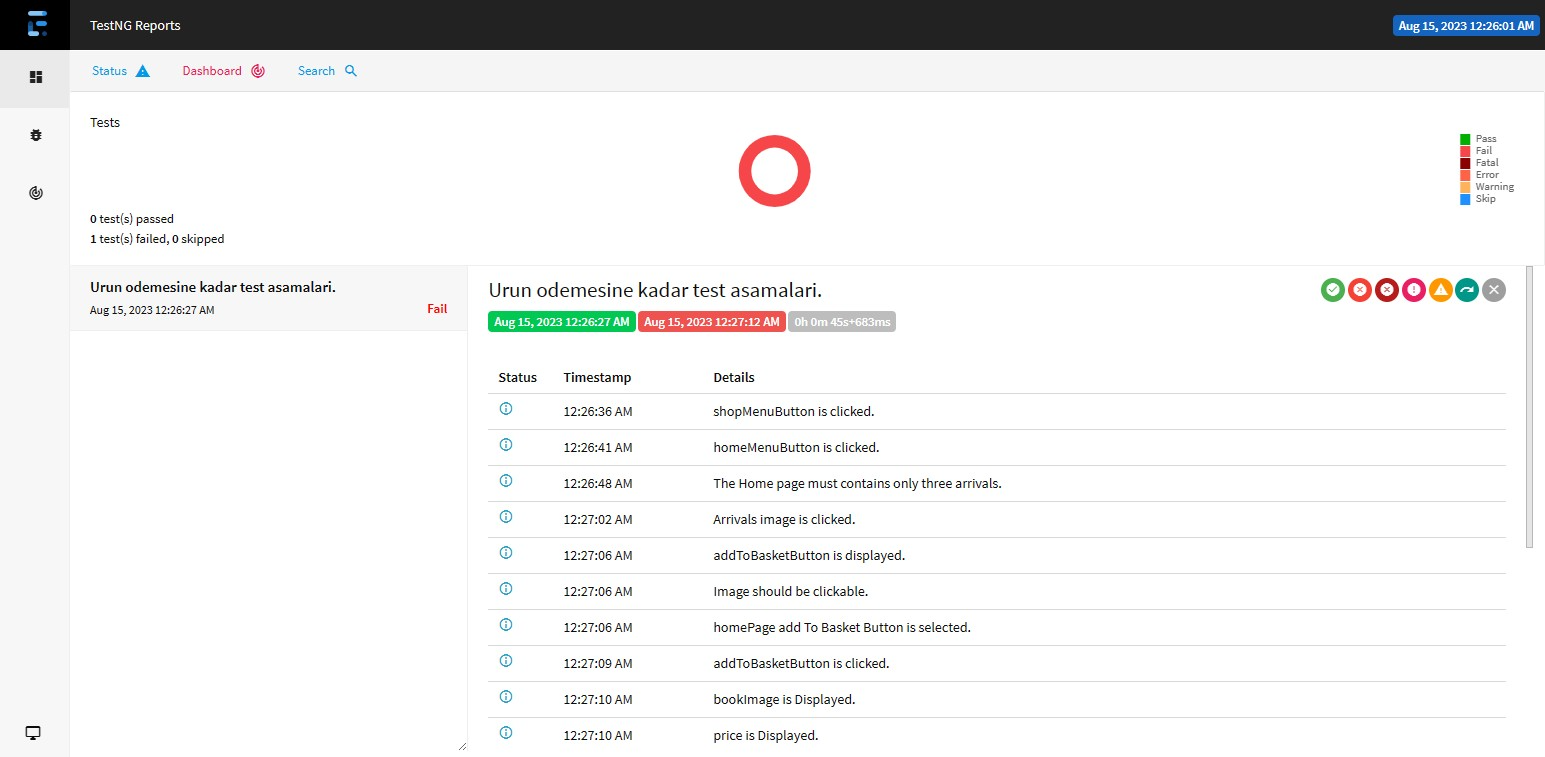 TestNG Reports
Aug 15, 2023 12:26:01 AM
Status
Dashboard
Search
Tests
Pass
Fail
Fatal
Error
Warning
Skip
0 test(s) passed
1 test(s) failed, 0 skipped
Urun odemesine kadar test asamalari.
Aug 15, 2023 12:26:27 AM
Fail
Urun odemesine kadar test asamalari.
Aug 15, 2023 12:26:27 AM Aug 15, 2023 12:27:12 AM 0h 0m 45s+683ms
Status Timestamp Details
12:26:36 AM shopMenuButton is clicked.
12:26:41 AM homeMenuButton is clicked.
12:26:48 AM The Home page must contains only three arrivals.
12:27:02 AM Arrivals image is clicked.
12:27:06 AM addToBasketButton is displayed.
12:27:06 AM Image should be clickable.
12:27:06 AM homePage add To Basket Button is selected.
12:27:09 AM addToBasketButton is clicked.
12:27:10 AM bookImage is Displayed.
12:27:10 AM price is Displayed.